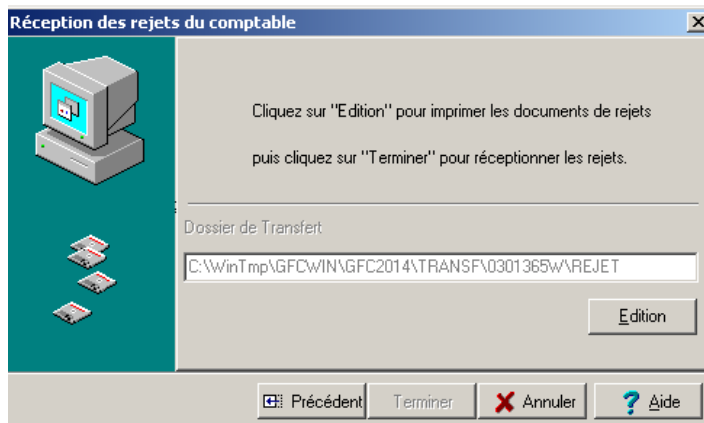 Réception des rejets du comptable
Cliquez sur "Edition" pour imprimer les documents de rejets
puis cliquez sur "Terminer" pour réceptionner les rejets.
Dossier de Transfert
C:\WinTmp\GFCWIN\GFC2014\TRANSF\0301365W\REJET
Edition
Précédent
Terminer
Annuler
Aide